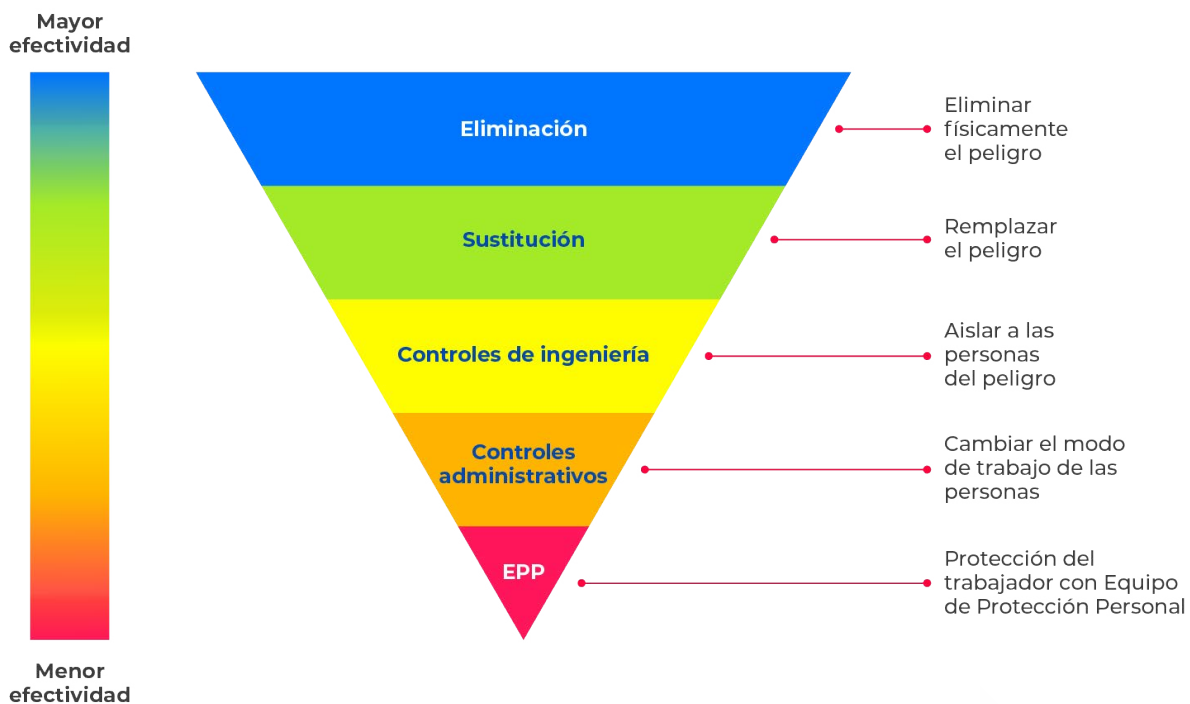 Mayor
efectividad
Eliminación
Eliminar
físicamente
el peligro
Sustitución
Remplazar
el peligro
Controles de ingeniería
Aislar a las
personas
del peligro
Controles
administrativos
Cambiar el modo
de trabajo de las
personas
EPP
Protección del
trabajador con Equipo
de Protección Personal
Menor
efectividad